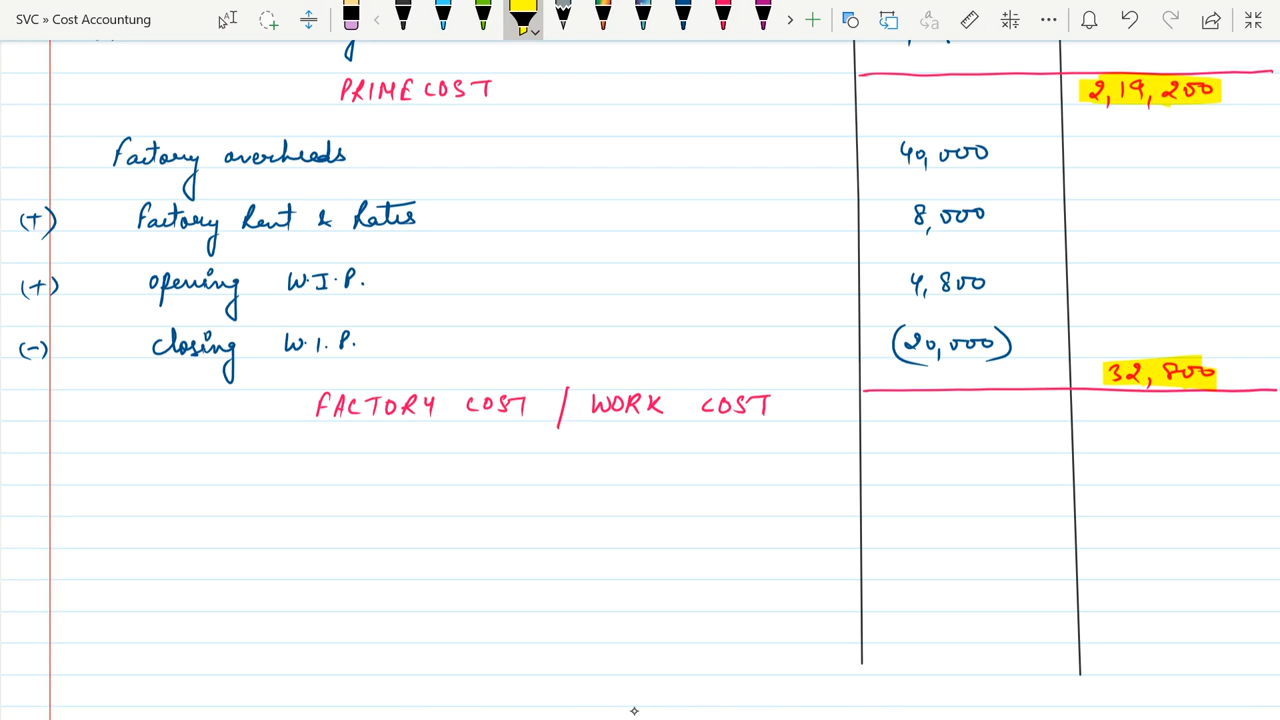 SVC » Cost Accountung
PRIME COST 2,19,200
Factory overheads 40,000
(+) Factory Rent & Rates 8,000
(+) opening W.I.P. 4,800
(-) closing W.I.P. (20,000)
32,800
FACTORY COST / WORK COST